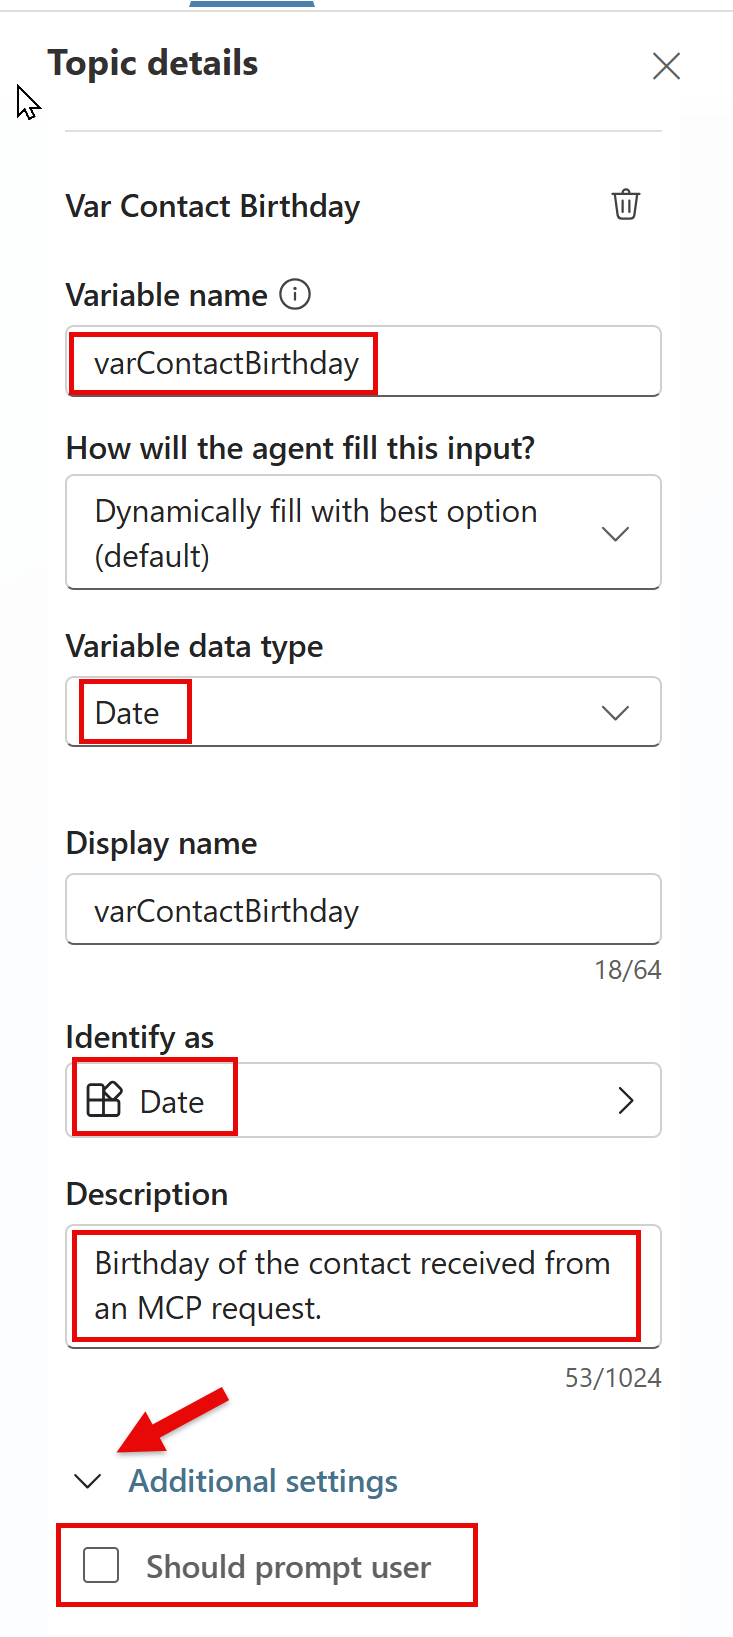 Topic details
Var Contact Birthday
Variable name
varContactBirthday
How will the agent fill this input?
Dynamically fill with best option
(default)
Variable data type
Date
Display name
varContactBirthday
18/64
Identify as
Date
Description
Birthday of the contact received from
an MCP request.
53/1024
Additional settings
Should prompt user